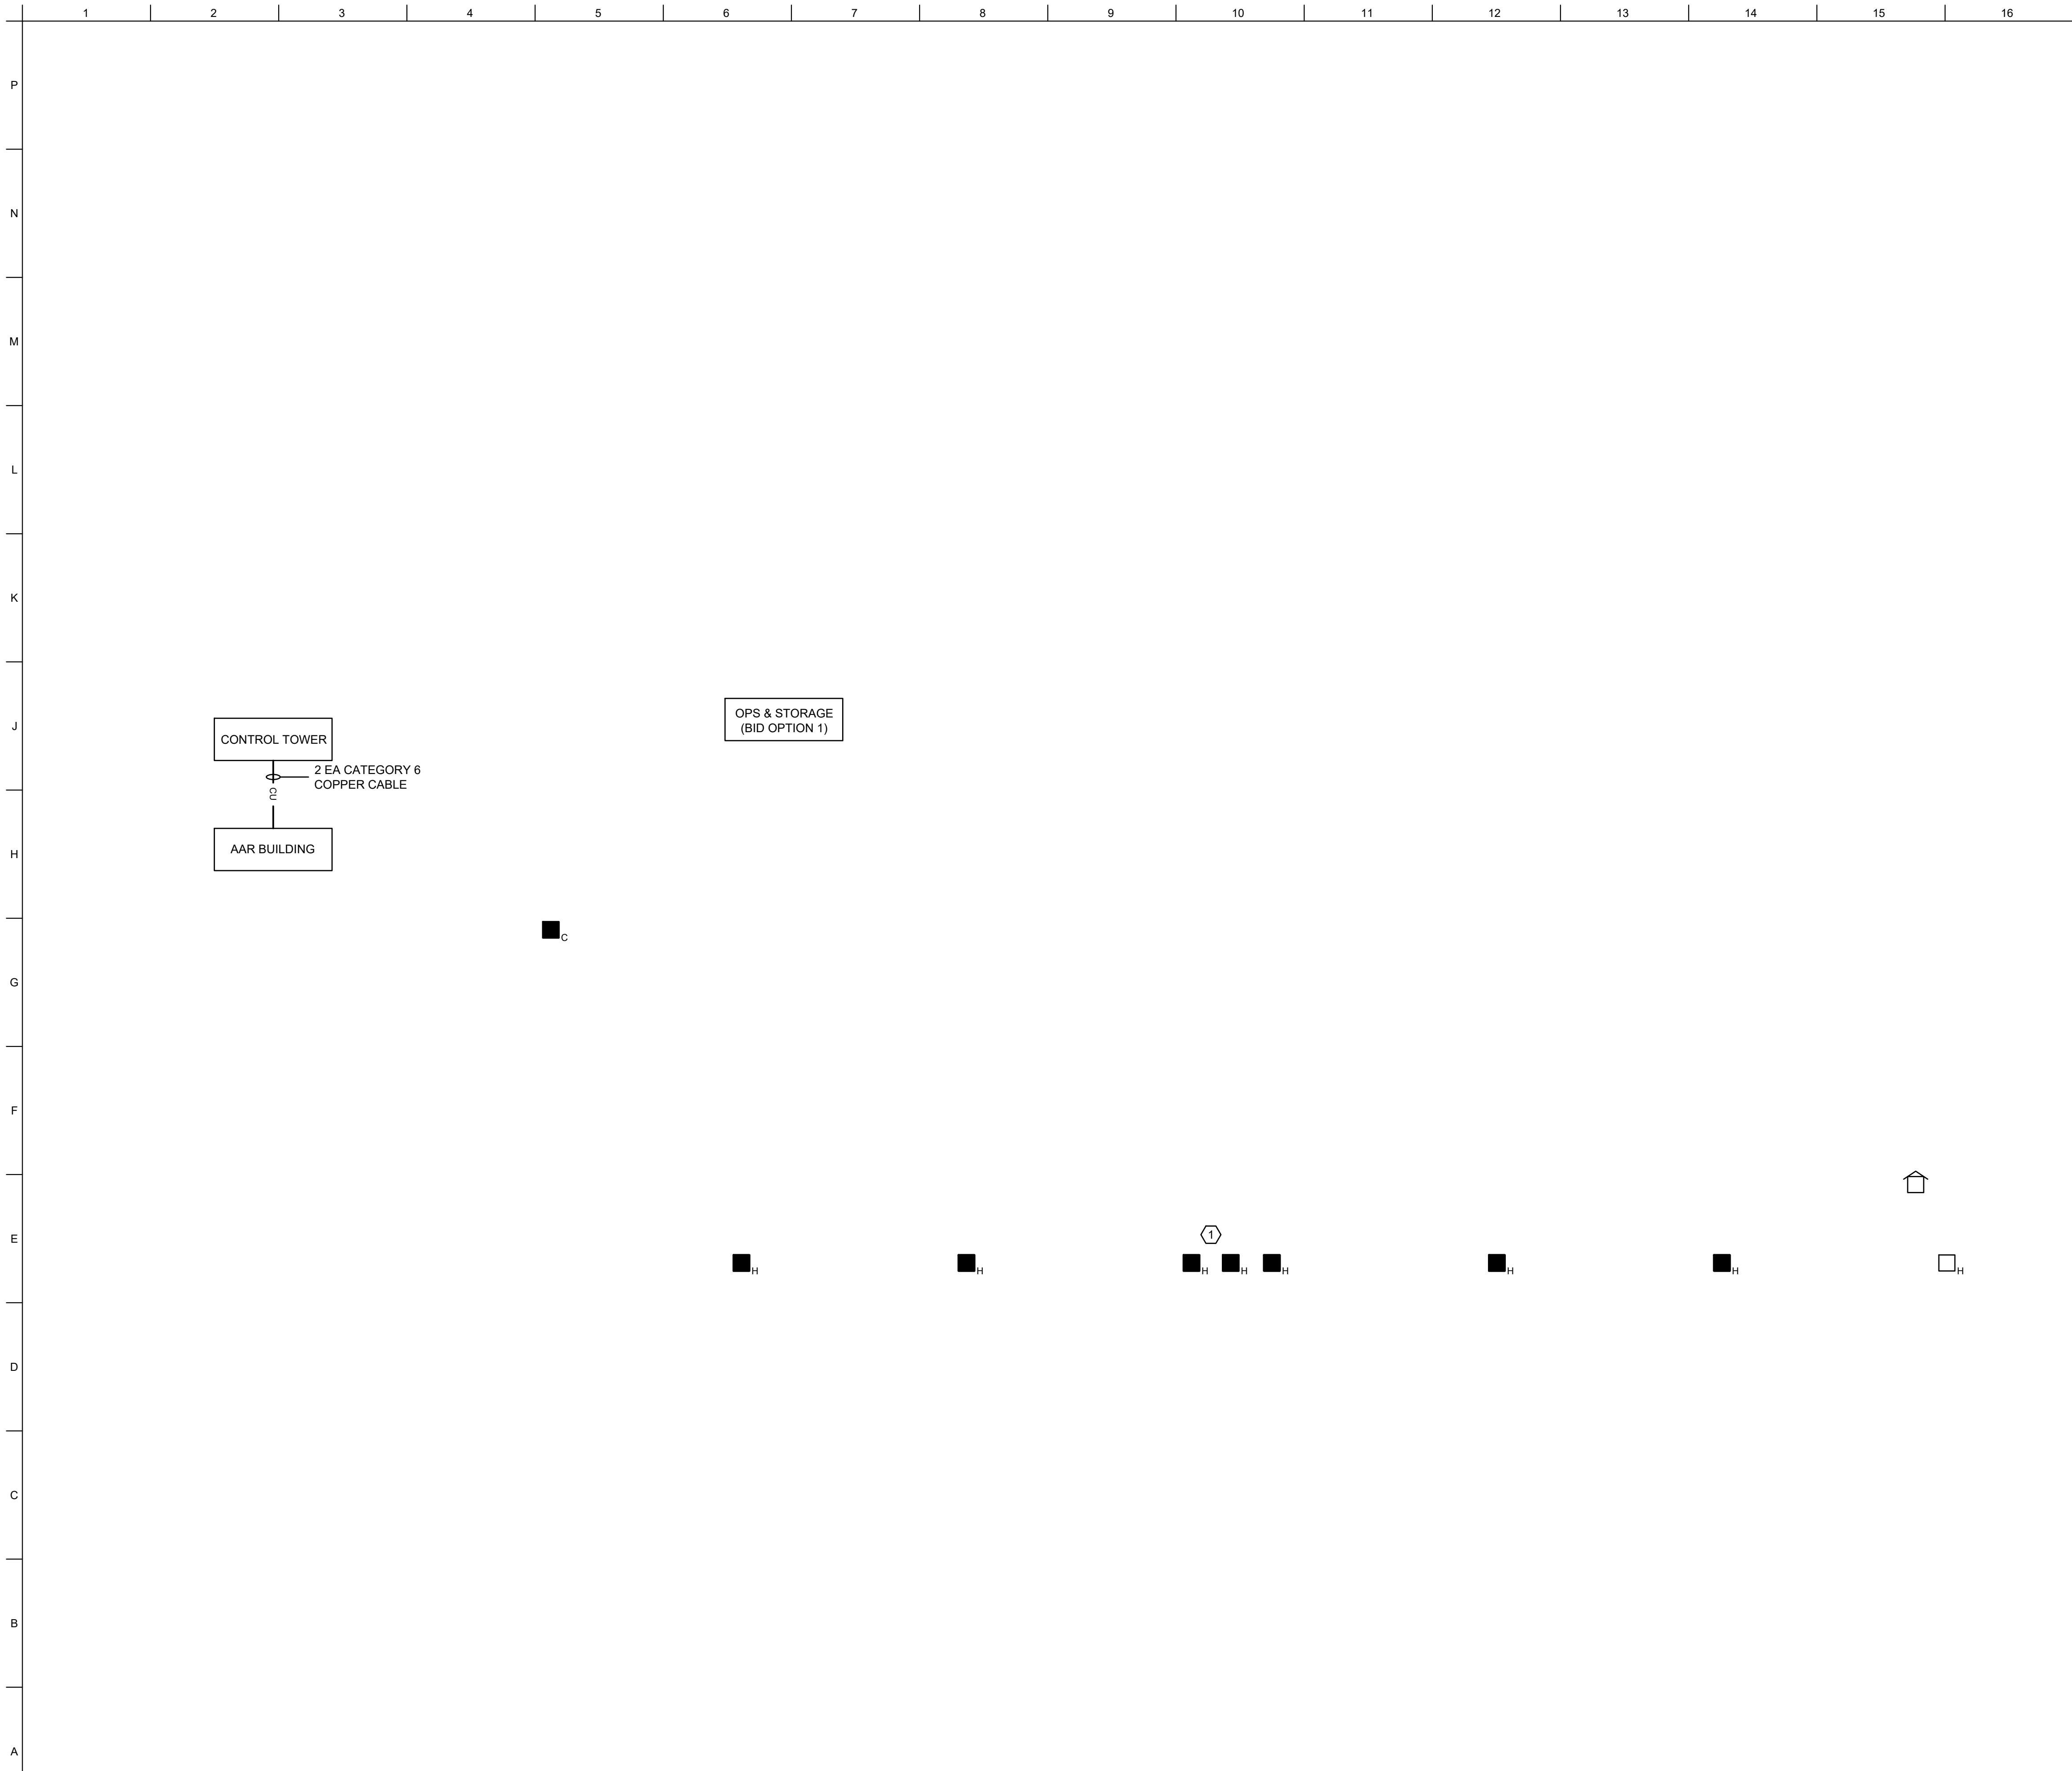 1 2 3 4 5 6 7 8 9 10 11 12 13 14 15 16
P
N
M
L
K
J
OPS & STORAGE
(BID OPTION 1)
CONTROL TOWER
2 EA CATEGORY 6
COPPER CABLE
CU
H
AAR BUILDING
C
G
F
E
1
H H H H H H H H
D
C
B
A